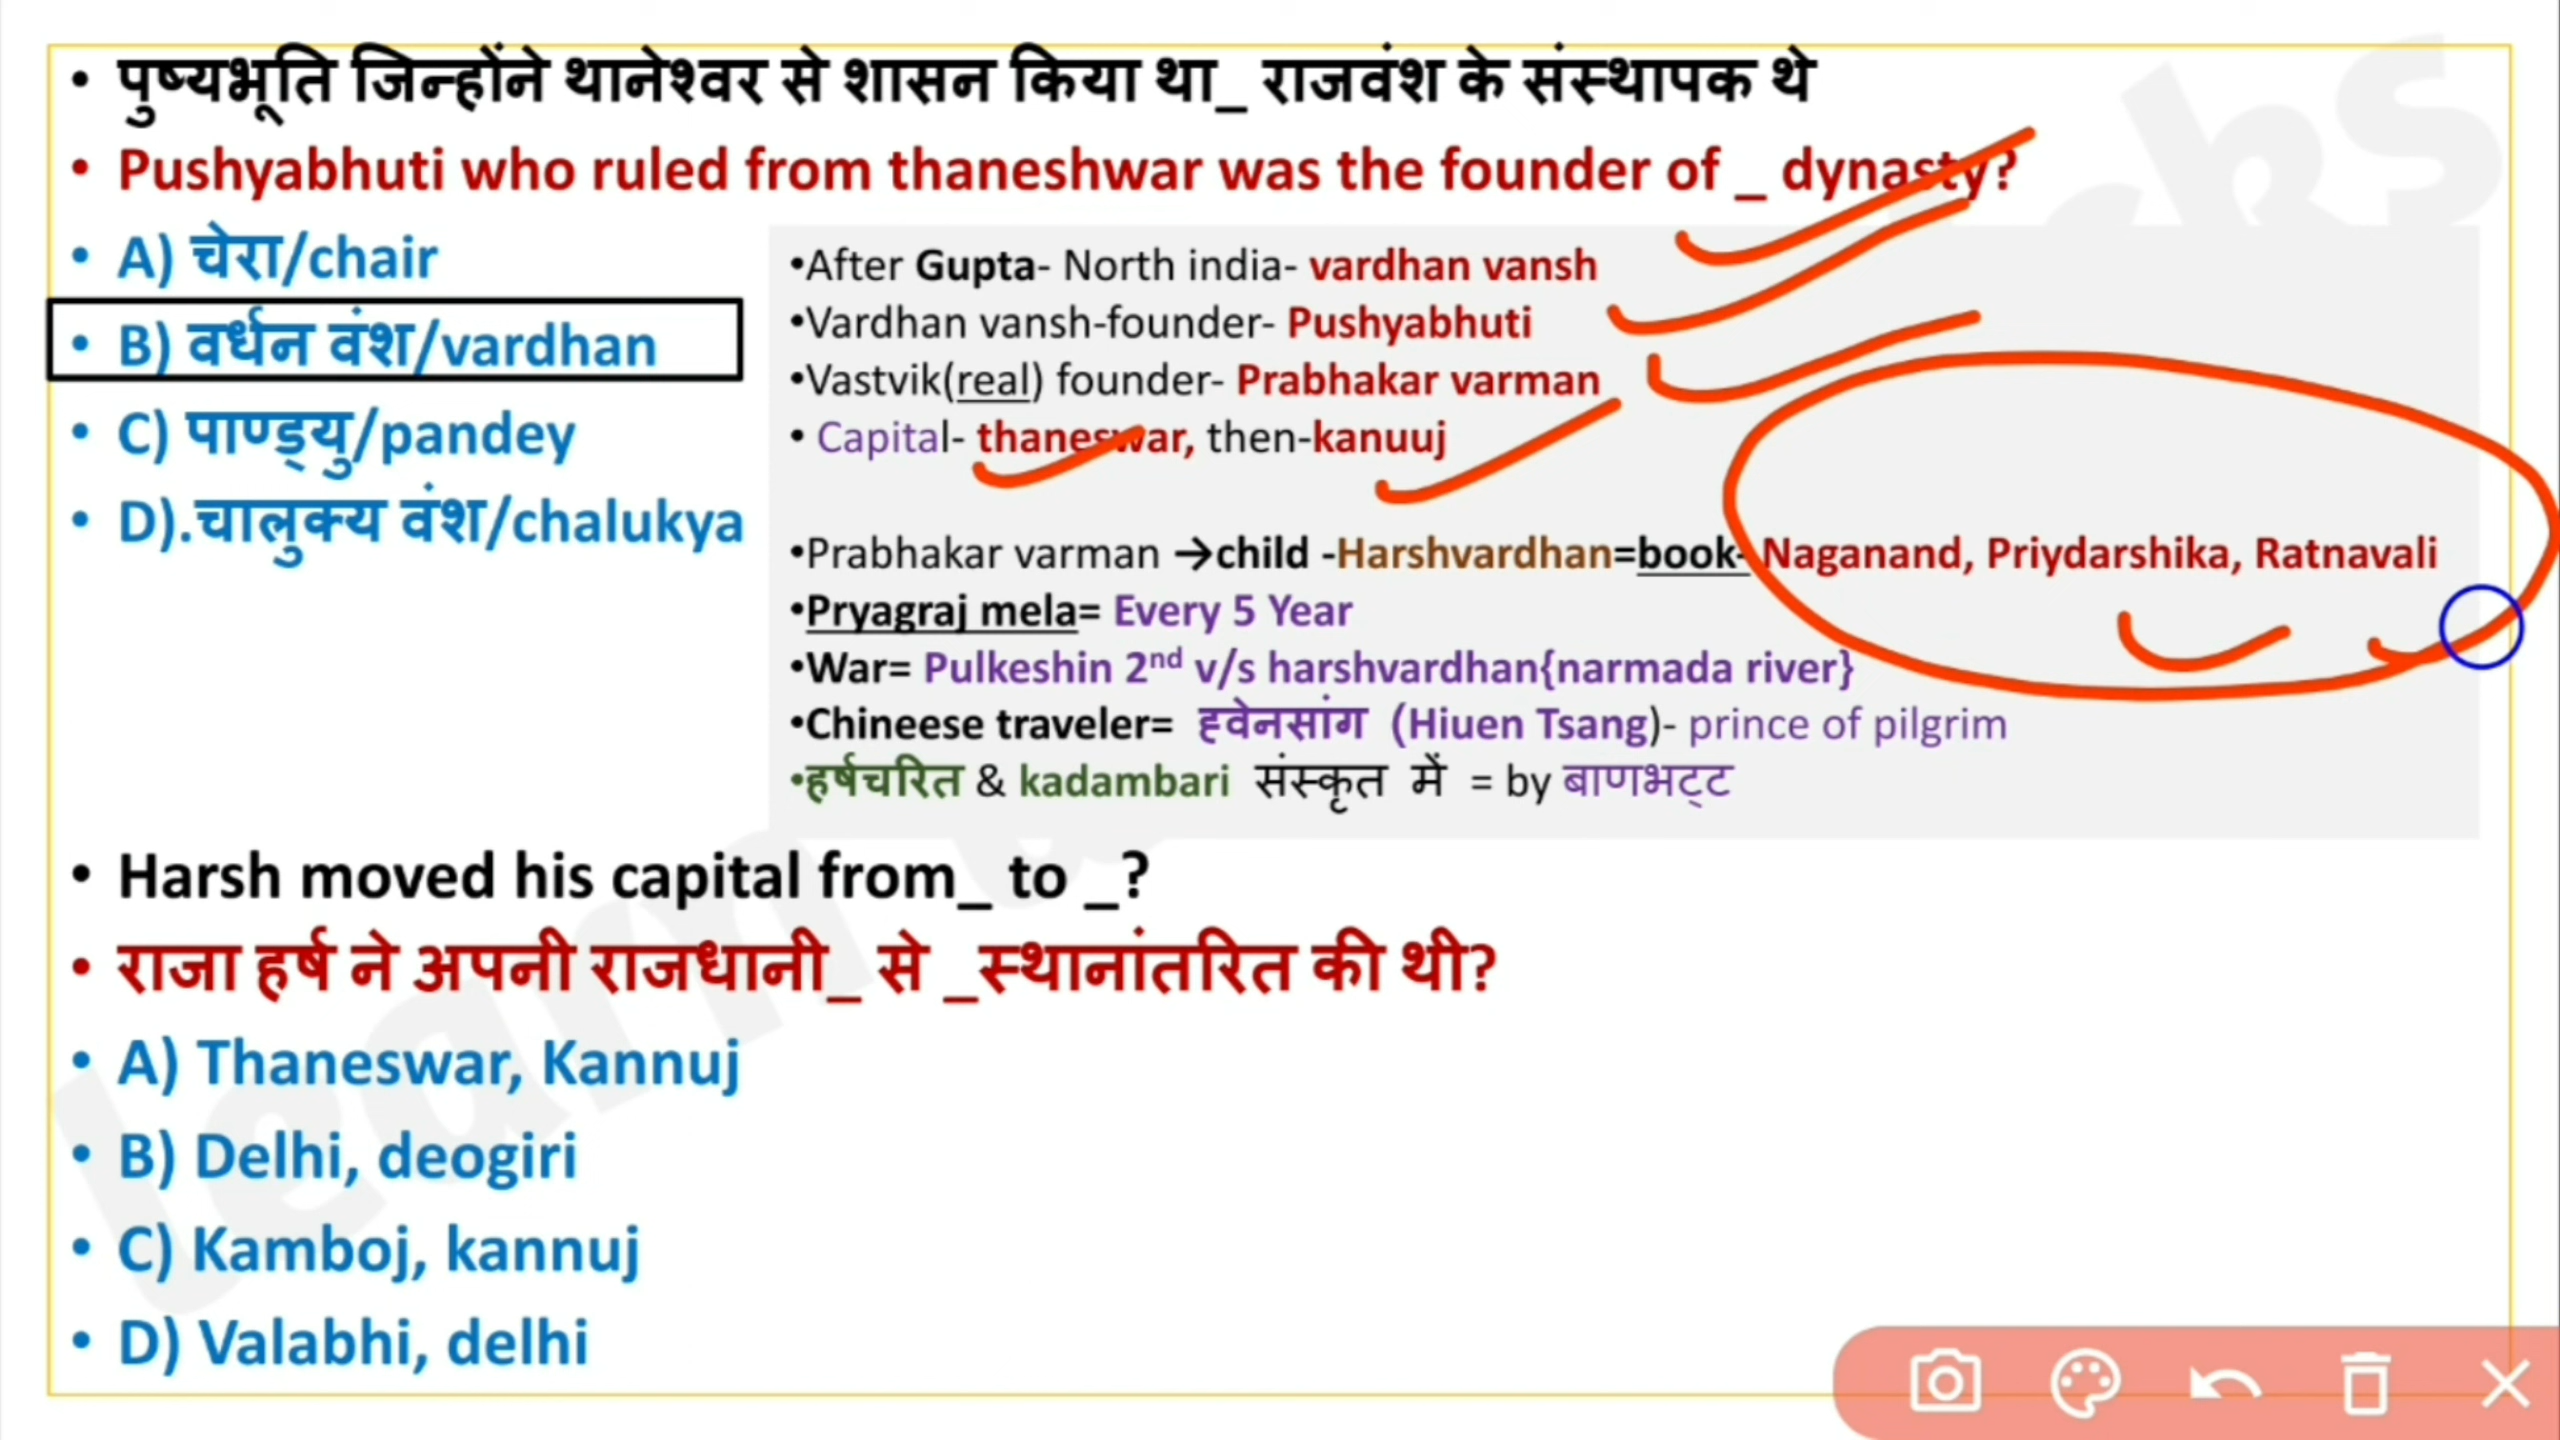 • पुष्यभूति जिन्होंने थानेश्वर से शासन किया था_ राजवंश के संस्थापक थे
• Pushyabhuti who ruled from thaneshwar was the founder of _ dynasty?
• A) चेरा/chair
• B) वर्धन वंश/vardhan
• C) पाण्ड्यु/pandey
• D).चालुक्य वंश/chalukya
•After Gupta- North india- vardhan vansh
•Vardhan vansh-founder- Pushyabhuti
•Vastvik(real) founder- Prabhakar varman
• Capital- thaneswar, then-kanuuj
•Prabhakar varman →child -Harshvardhan=book- Naganand, Priydarshika, Ratnavali
•Pryagraj mela= Every 5 Year
•War= Pulkeshin 2nd v/s harshvardhan{narmada river}
•Chineese traveler= ह्वेनसांग (Hiuen Tsang)- prince of pilgrim
•हर्षचरित & kadambari संस्कृत में = by बाणभट्ट
• Harsh moved his capital from_ to _?
• राजा हर्ष ने अपनी राजधानी_ से _स्थानांतरित की थी?
• A) Thaneswar, Kannuj
• B) Delhi, deogiri
• C) Kamboj, kannuj
• D) Valabhi, delhi